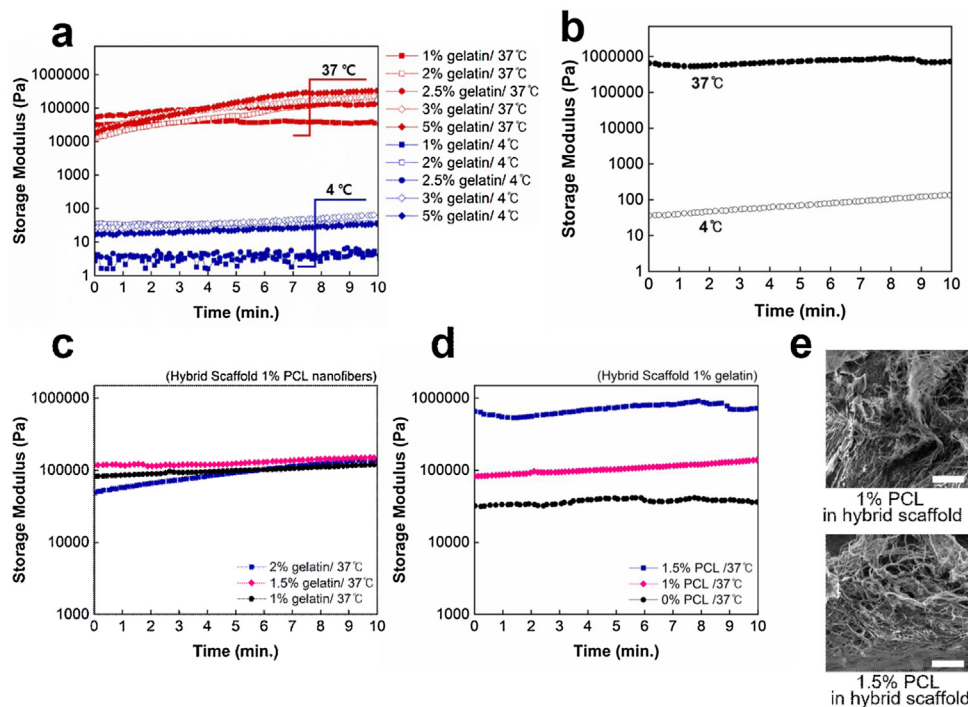 a
Storage Modulus (Pa)
1000000
100000
10000
1000
100
10
1
37 ℃
4 ℃
0 1 2 3 4 5 6 7 8 9 10
Time (min.)
1% gelatin/ 37℃
2% gelatin/ 37℃
2.5% gelatin/ 37℃
3% gelatin/ 37℃
5% gelatin/ 37℃
1% gelatin/ 4℃
2% gelatin/ 4℃
2.5% gelatin/ 4℃
3% gelatin/ 4℃
5% gelatin/ 4℃
b
Storage Modulus (Pa)
1000000
100000
10000
1000
100
10
1
37℃
4℃
0 1 2 3 4 5 6 7 8 9 10
Time (min.)
c
(Hybrid Scaffold 1% PCL nanofibers)
Storage Modulus (Pa)
1000000
100000
10000
1000
2% gelatin/ 37℃
1.5% gelatin/ 37℃
1% gelatin/ 37℃
0 1 2 3 4 5 6 7 8 9 10
Time (min.)
d
(Hybrid Scaffold 1% gelatin)
Storage Modulus (Pa)
1000000
100000
10000
1000
1.5% PCL /37℃
1% PCL /37℃
0% PCL /37℃
0 1 2 3 4 5 6 7 8 9 10
Time (min.)
e
1% PCL
in hybrid scaffold
1.5% PCL
in hybrid scaffold